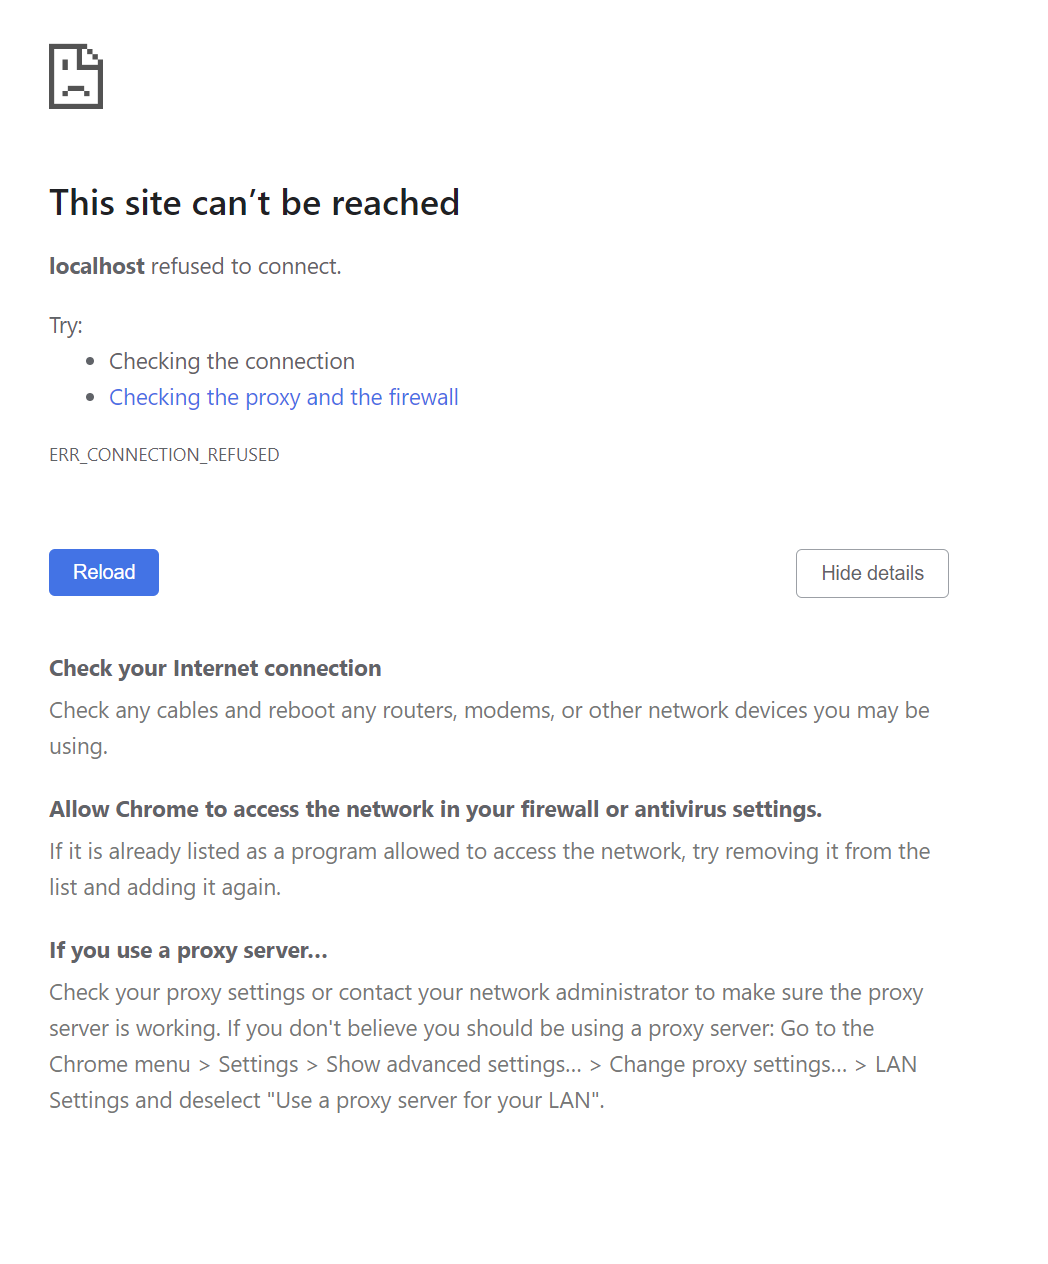 This site can’t be reached
localhost refused to connect.
Try:
Checking the connection
Checking the proxy and the firewall
ERR_CONNECTION_REFUSED
Reload
Hide details
Check your Internet connection
Check any cables and reboot any routers, modems, or other network devices you may be
using.
Allow Chrome to access the network in your firewall or antivirus settings.
If it is already listed as a program allowed to access the network, try removing it from the
list and adding it again.
If you use a proxy server…
Check your proxy settings or contact your network administrator to make sure the proxy
server is working. If you don't believe you should be using a proxy server: Go to the
Chrome menu > Settings > Show advanced settings… > Change proxy settings… > LAN
Settings and deselect "Use a proxy server for your LAN".